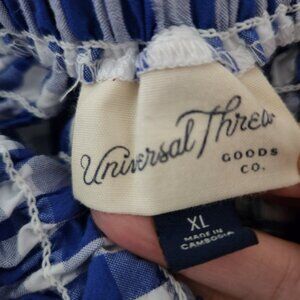 Universal Thread
GOODS
CO.
XL
MADE IN
CAMBODIA